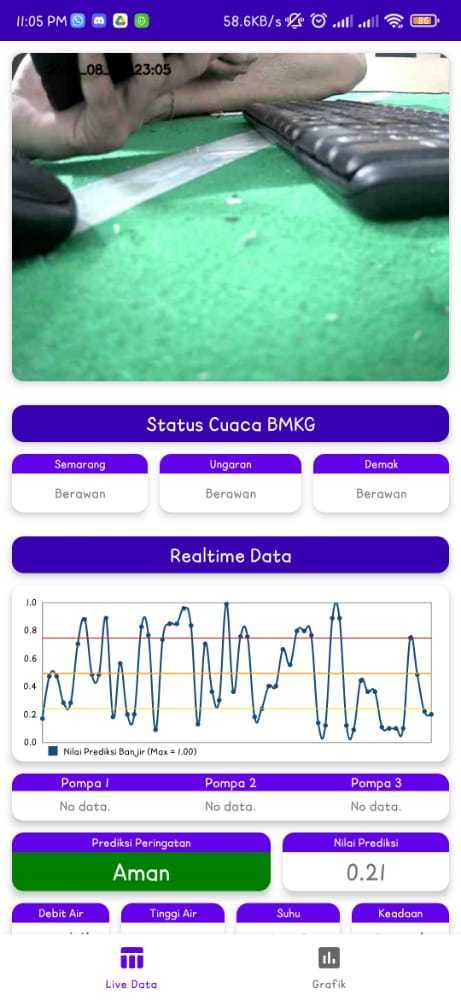 11:05 PM 58.6KB/s 86
23:05
Status Cuaca BMKG
Semarang Ungaran Demak
Berawan Berawan Berawan
Realtime Data
1.0
0.8
0.6
0.4
0.2
0.0
Nilai Prediksi Banjir (Max = 1.00)
Pompa 1 Pompa 2 Pompa 3
No data. No data. No data.
Prediksi Peringatan Nilai Prediksi
Aman 0.21
Debit Air Tinggi Air Suhu Keadaan
Live Data Grafik